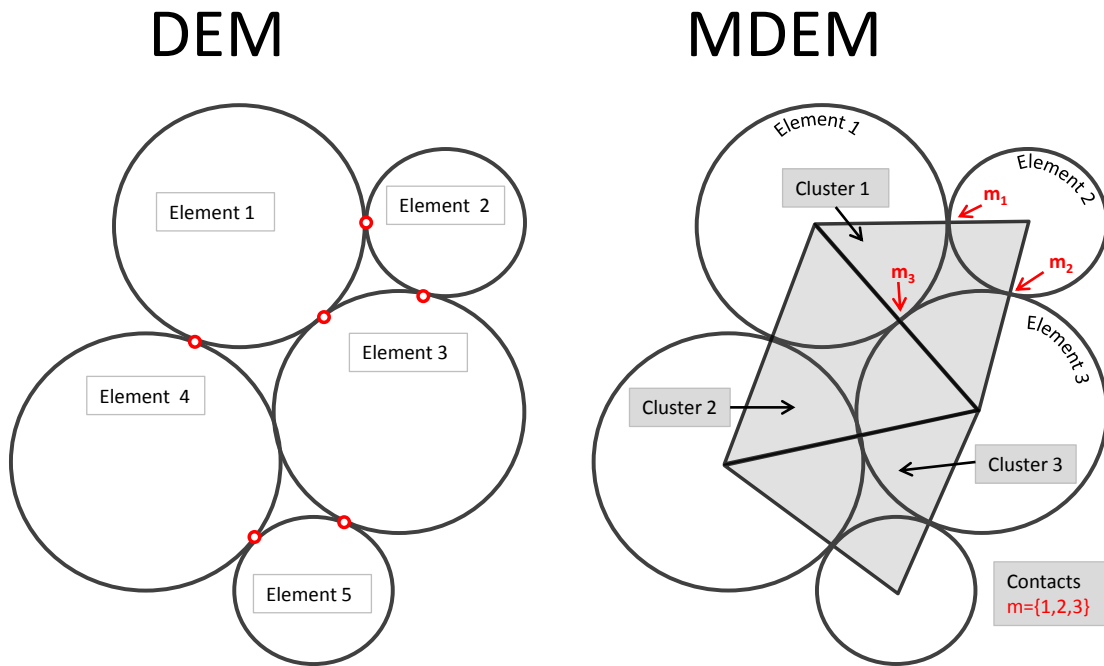 DEM
Element 1
Element 2
Element 3
Element 4
Element 5
MDEM
Element 1
Element 2
Cluster 1
m1
m2
m3
Element 3
Cluster 2
Cluster 3
Contacts
m={1,2,3}